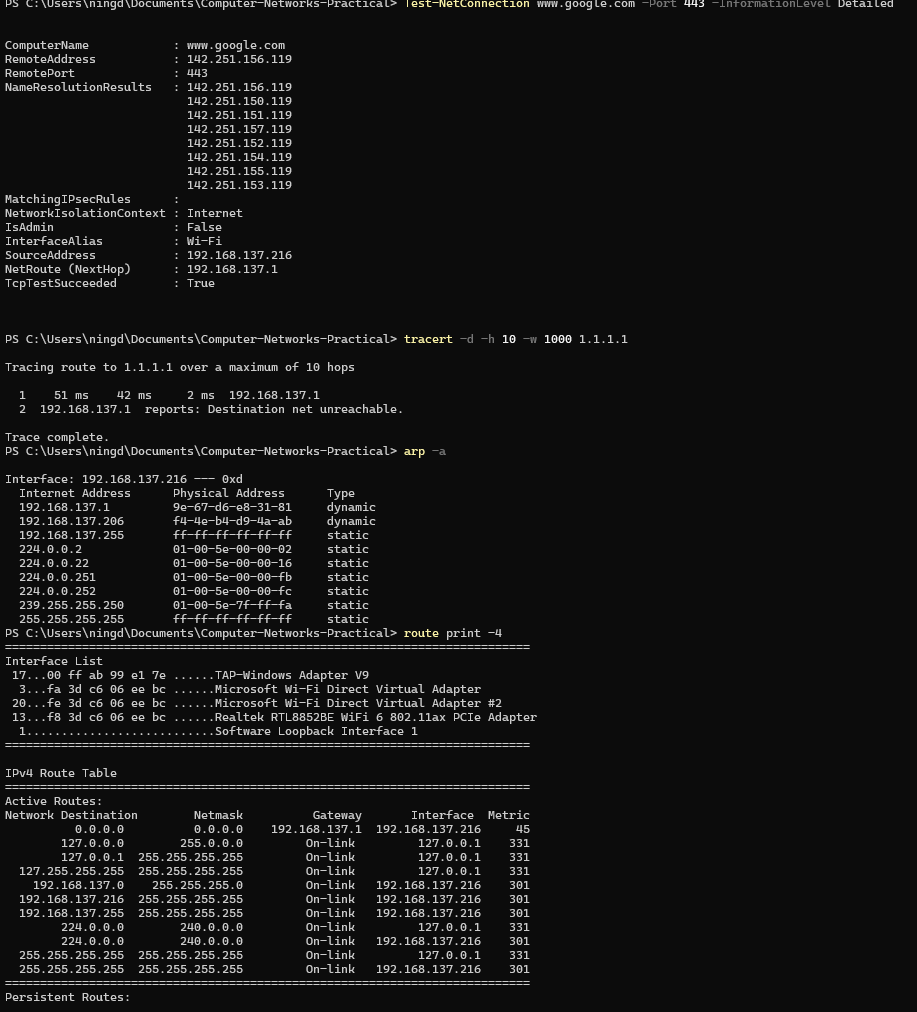 PS C:\Users\ningd\Documents\Computer-Networks-Practical> Test-NetConnection www.google.com -Port 443 -InformationLevel Detailed
ComputerName            : www.google.com
RemoteAddress           : 142.251.156.119
RemotePort              : 443
NameResolutionResults   : 142.251.156.119
                          142.251.150.119
                          142.251.151.119
                          142.251.157.119
                          142.251.152.119
                          142.251.154.119
                          142.251.155.119
                          142.251.153.119
MatchingIPsecRules      :
NetworkIsolationContext : Internet
IsAdmin                 : False
InterfaceAlias          : Wi-Fi
SourceAddress           : 192.168.137.216
NetRoute (NextHop)      : 192.168.137.1
TcpTestSucceeded        : True
PS C:\Users\ningd\Documents\Computer-Networks-Practical> tracert -d -h 10 -w 1000 1.1.1.1
Tracing route to 1.1.1.1 over a maximum of 10 hops
  1    51 ms    42 ms     2 ms  192.168.137.1
  2  192.168.137.1  reports: Destination net unreachable.
Trace complete.
PS C:\Users\ningd\Documents\Computer-Networks-Practical> arp -a
Interface: 192.168.137.216 --- 0xd
  Internet Address      Physical Address      Type
  192.168.137.1         9e-67-d6-e8-31-81     dynamic
  192.168.137.206       f4-4e-b4-d9-4a-ab     dynamic
  192.168.137.255       ff-ff-ff-ff-ff-ff     static
  224.0.0.2             01-00-5e-00-00-02     static
  224.0.0.22            01-00-5e-00-00-16     static
  224.0.0.251           01-00-5e-00-00-fb     static
  224.0.0.252           01-00-5e-00-00-fc     static
  239.255.255.250       01-00-5e-7f-ff-fa     static
  255.255.255.255       ff-ff-ff-ff-ff-ff     static
PS C:\Users\ningd\Documents\Computer-Networks-Practical> route print -4
===========================================================================
Interface List
 17...00 ff ab 99 e1 7e ......TAP-Windows Adapter V9
  3...fa 3d c6 06 ee bc ......Microsoft Wi-Fi Direct Virtual Adapter
 20...fe 3d c6 06 ee bc ......Microsoft Wi-Fi Direct Virtual Adapter #2
 13...f8 3d c6 06 ee bc ......Realtek RTL8852BE WiFi 6 802.11ax PCIe Adapter
  1...........................Software Loopback Interface 1
===========================================================================
IPv4 Route Table
===========================================================================
Active Routes:
Network Destination        Netmask          Gateway       Interface  Metric
          0.0.0.0          0.0.0.0    192.168.137.1  192.168.137.216     45
        127.0.0.0        255.0.0.0         On-link         127.0.0.1    331
        127.0.0.1  255.255.255.255         On-link         127.0.0.1    331
  127.255.255.255  255.255.255.255         On-link         127.0.0.1    331
    192.168.137.0    255.255.255.0         On-link   192.168.137.216    301
  192.168.137.216  255.255.255.255         On-link   192.168.137.216    301
  192.168.137.255  255.255.255.255         On-link   192.168.137.216    301
        224.0.0.0        240.0.0.0         On-link         127.0.0.1    331
        224.0.0.0        240.0.0.0         On-link   192.168.137.216    301
  255.255.255.255  255.255.255.255         On-link         127.0.0.1    331
  255.255.255.255  255.255.255.255         On-link   192.168.137.216    301
===========================================================================
Persistent Routes: